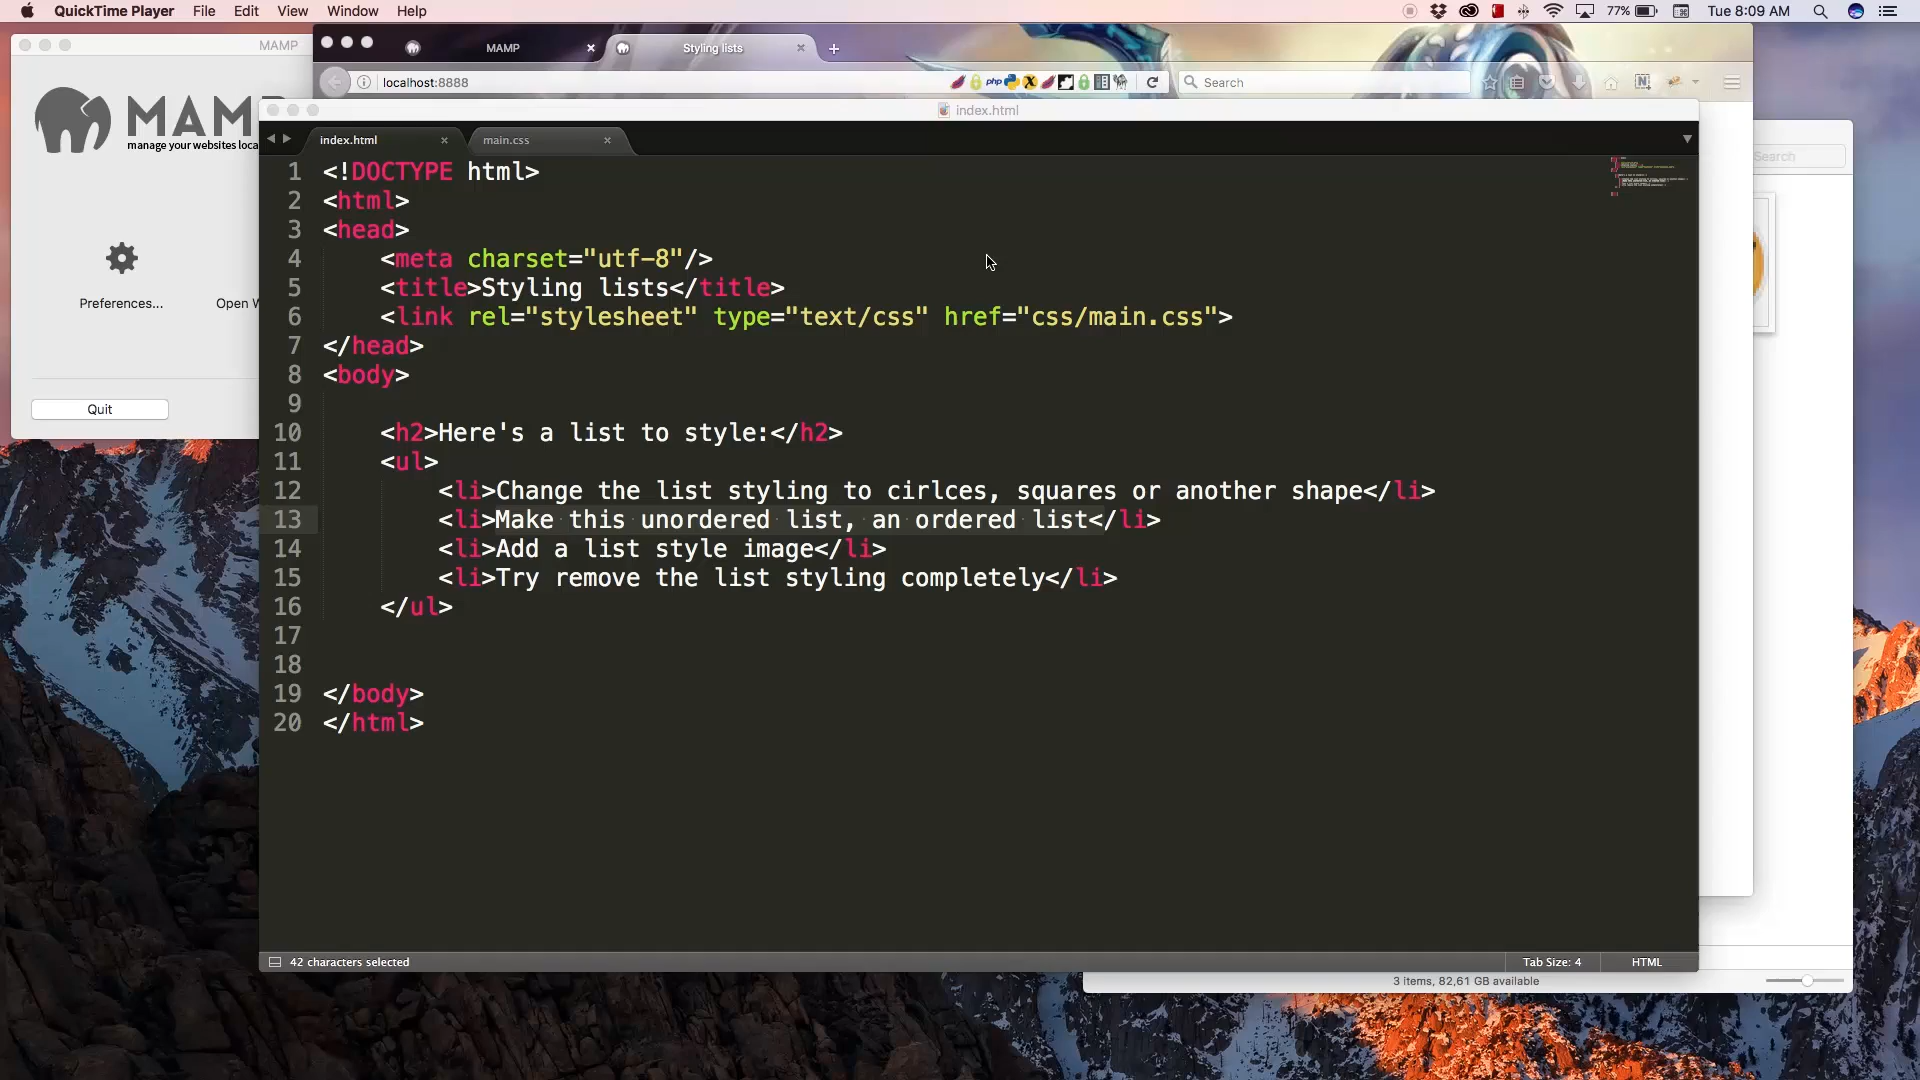 QuickTime Player File Edit View Window Help 77% Tue 8:09 AM
MAMP
MAMP Styling lists
localhost:8888 php Search
MAMP
manage your websites loca
Preferences... Open W
Quit
index.html
index.html main.css
Search
1 <!DOCTYPE html>
2 <html>
3 <head>
4 <meta charset="utf-8"/>
5 <title>Styling lists</title>
6 <link rel="stylesheet" type="text/css" href="css/main.css">
7 </head>
8 <body>
9
10 <h2>Here's a list to style:</h2>
11 <ul>
12 <li>Change the list styling to cirlces, squares or another shape</li>
13 <li>Make this unordered list, an ordered list</li>
14 <li>Add a list style image</li>
15 <li>Try remove the list styling completely</li>
16 </ul>
17
18
19 </body>
20 </html>
42 characters selected Tab Size: 4 HTML
3 items, 82,61 GB available